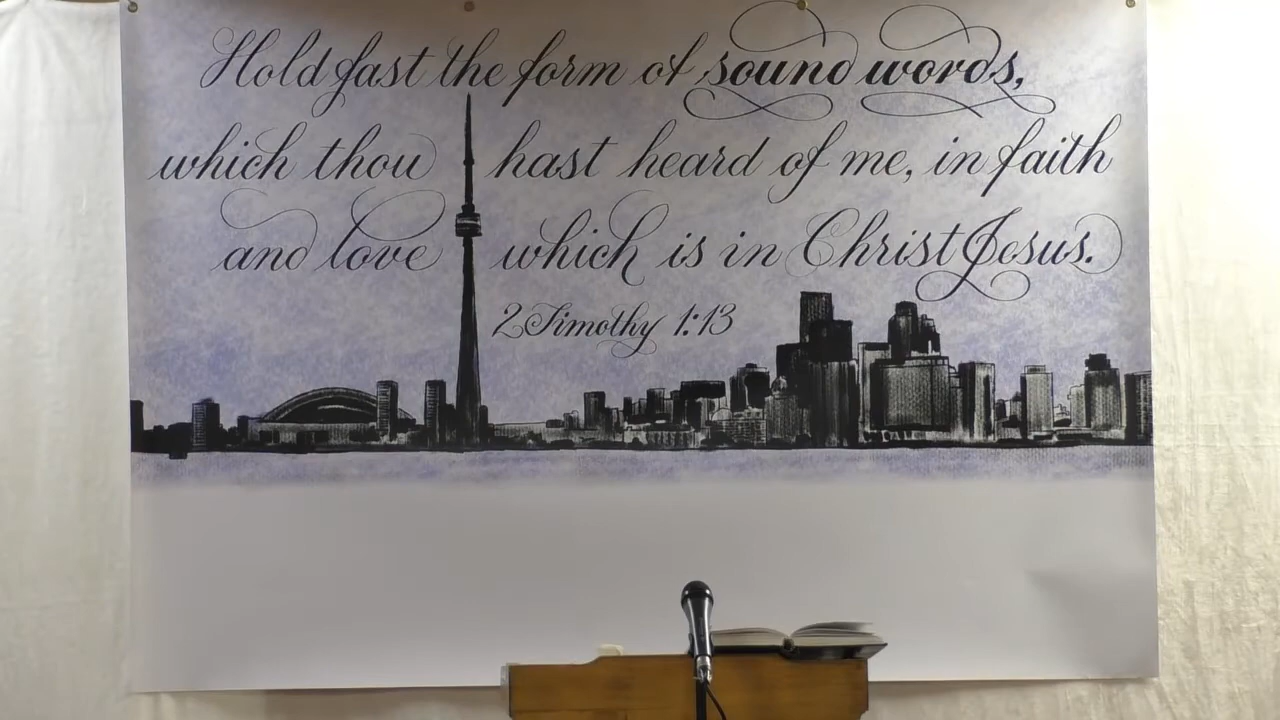 Hold fast the form of sound words,
which thou hast heard of me, in faith
and love which is in Christ Jesus.
2 Timothy 1:13